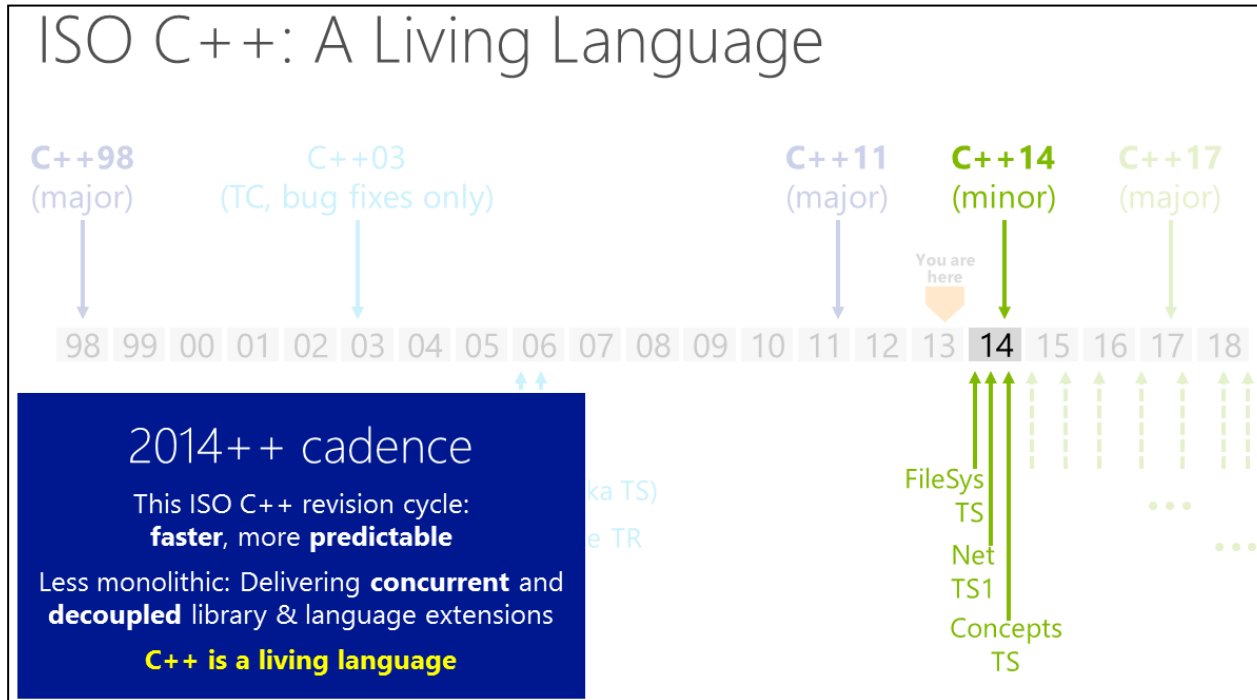 ISO C++: A Living Language
C++98
(major)
C++03
(TC, bug fixes only)
C++11
(major)
C++14
(minor)
C++17
(major)
You are
here
98 99 00 01 02 03 04 05 06 07 08 09 10 11 12 13 14 15 16 17 18
2014++ cadence
This ISO C++ revision cycle:
faster, more predictable
Less monolithic: Delivering concurrent and
decoupled library & language extensions
C++ is a living language
TS)
TR
FileSys
TS
Net
TS1
Concepts
TS
...
...